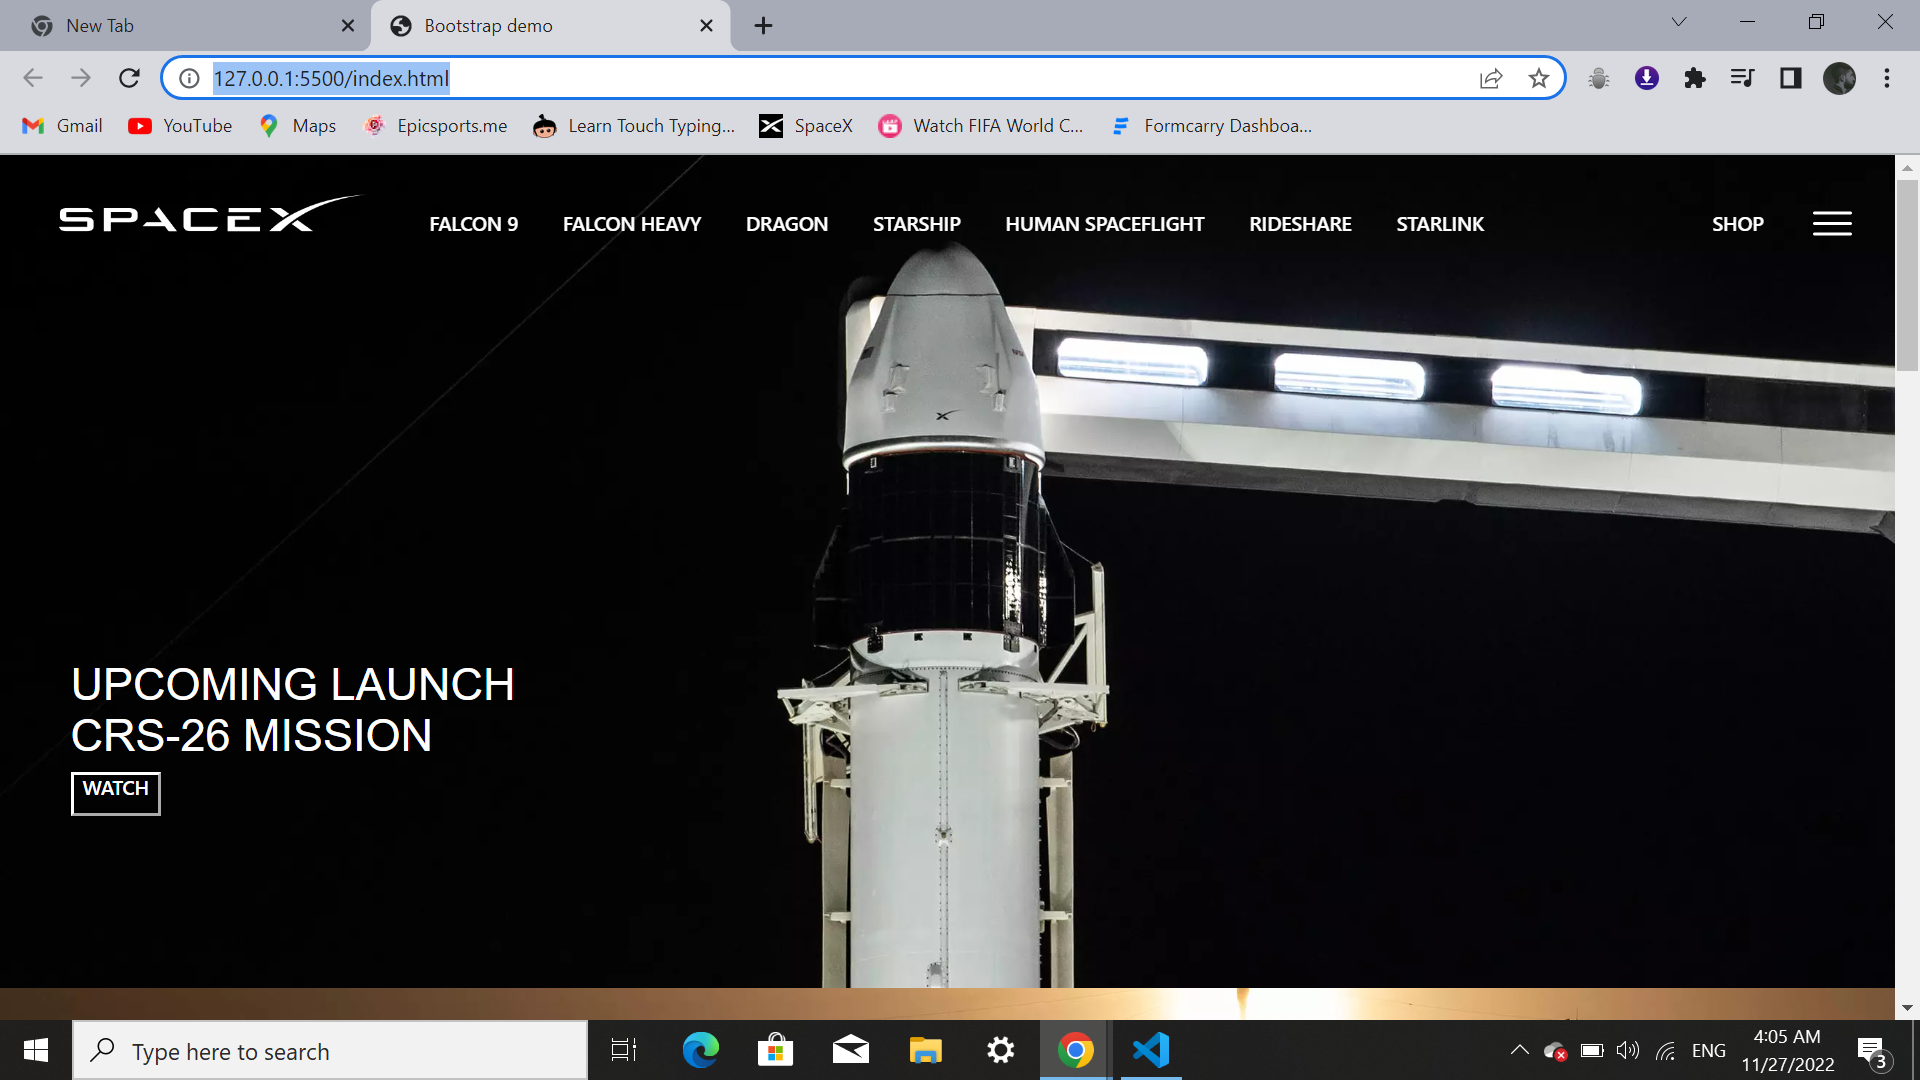 New Tab
Bootstrap demo
127.0.0.1:5500/index.html
Gmail YouTube Maps Epicsports.me Learn Touch Typing... SpaceX Watch FIFA World C... Formcarry Dashboa...
SPACEX FALCON 9 FALCON HEAVY DRAGON STARSHIP HUMAN SPACEFLIGHT RIDESHARE STARLINK SHOP
UPCOMING LAUNCH
CRS-26 MISSION
WATCH
Type here to search
ENG
4:05 AM
11/27/2022
3